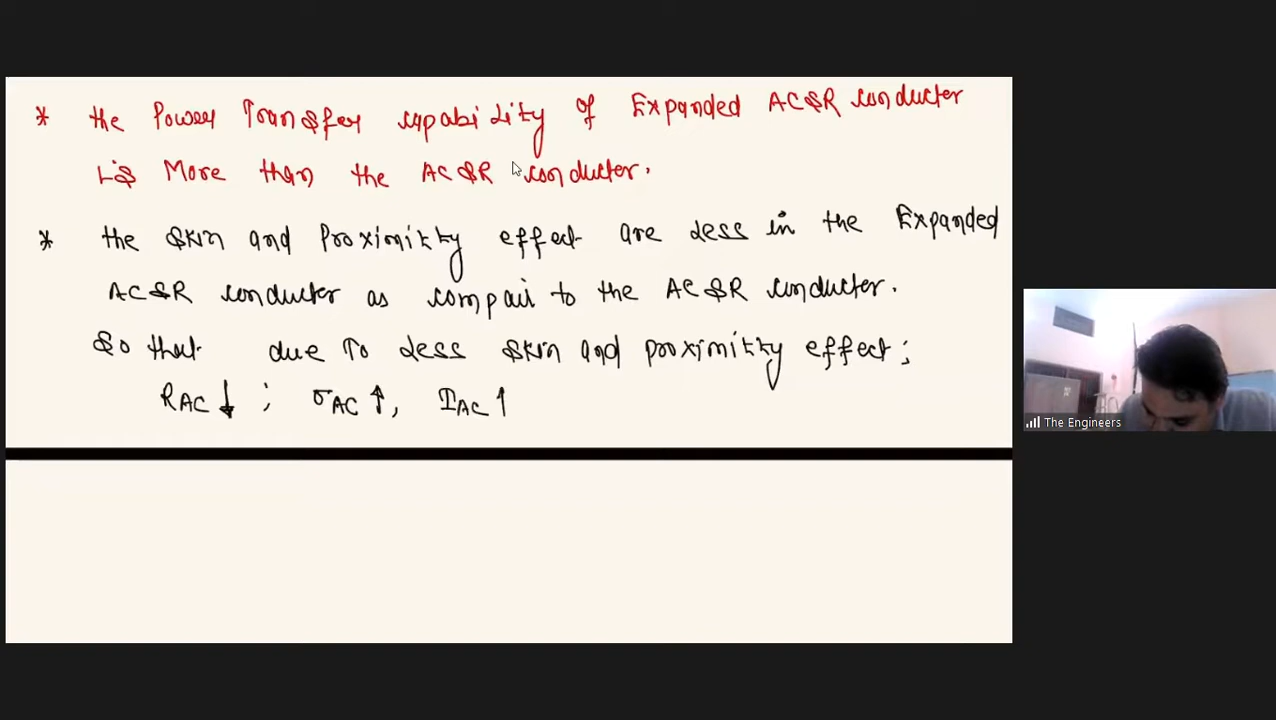 * the Power Transfer capability of Expanded ACSR conductor
is More than the ACSR conductor.
* the skin and Proximity effect are less in the Expanded
ACSR conductor as compair to the ACSR conductor.
So that due to less skin and proximity effect;
RAC ↓ ; σAC ↑, IAC ↑
The Engineers